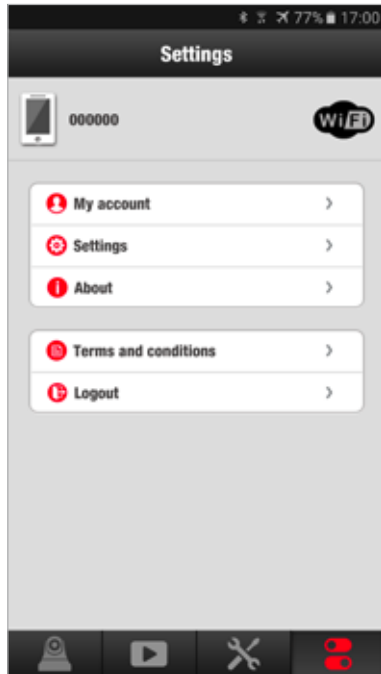 77% 17:00
Settings
000000
WiFi
My account
Settings
About
Terms and conditions
Logout